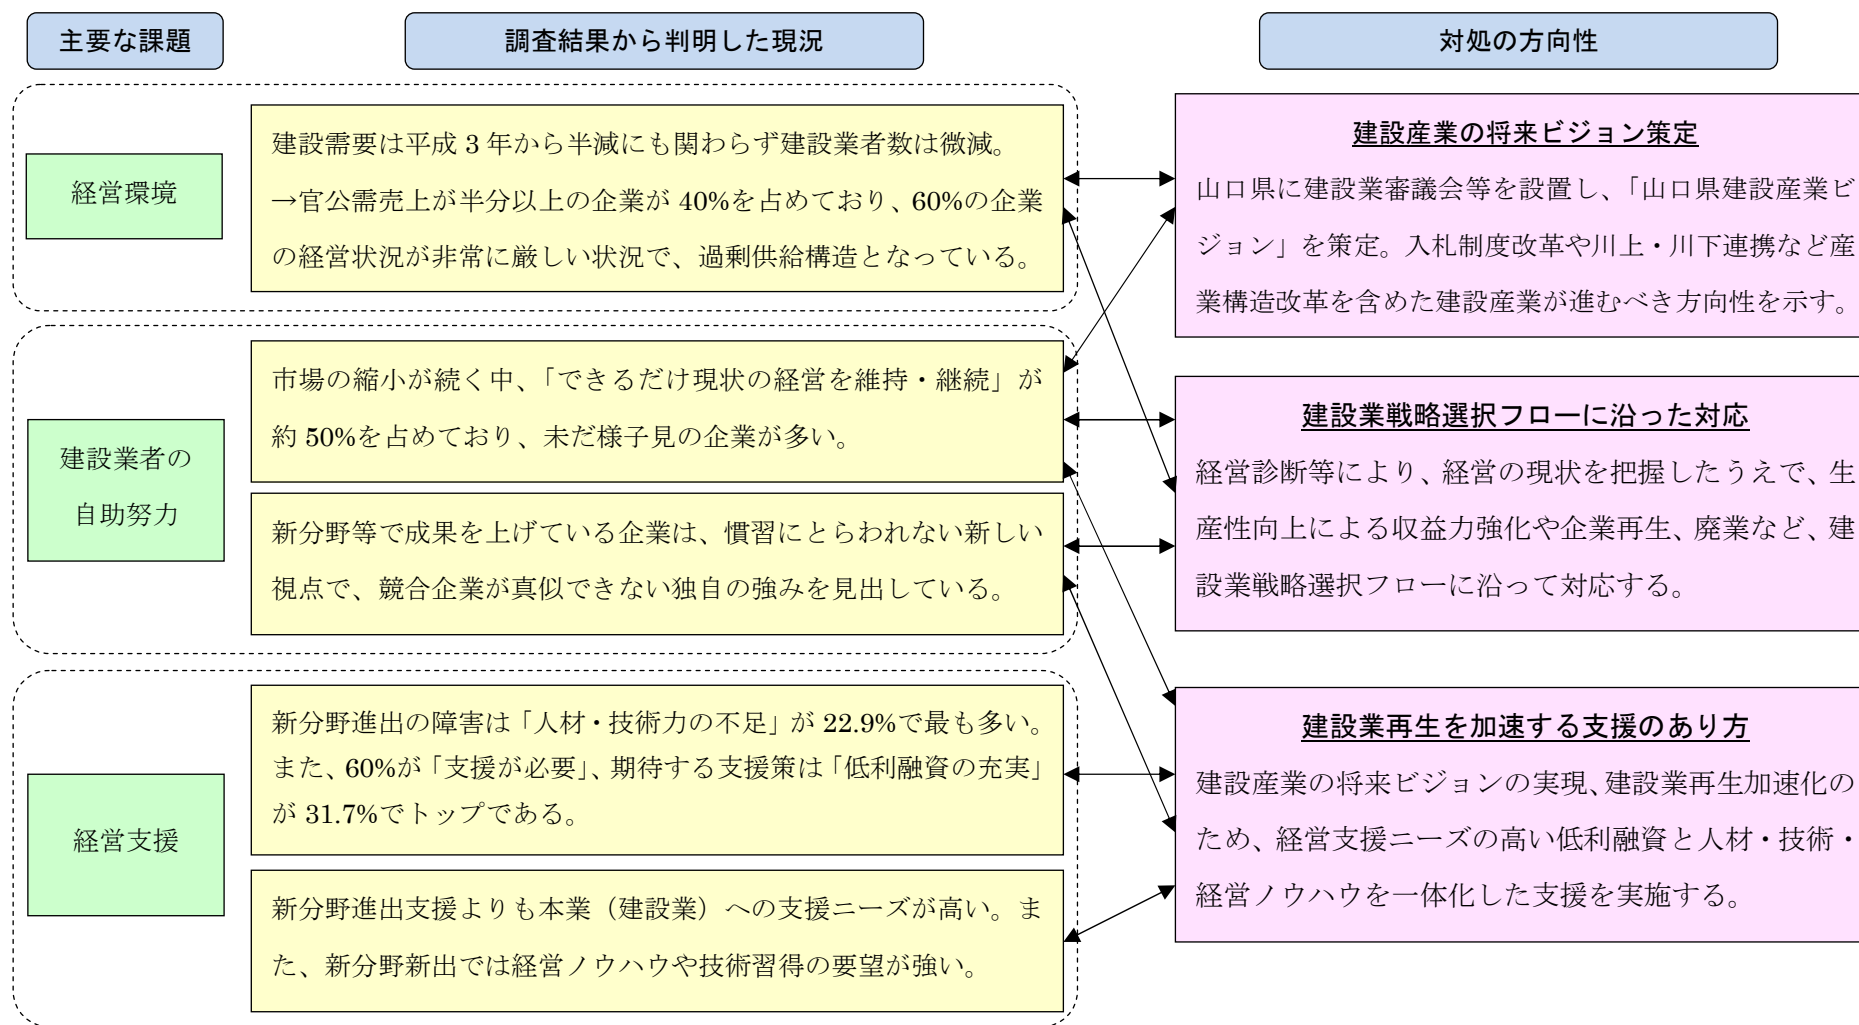 主要な課題
調査結果から判明した現況
対処の方向性
経営環境
建設需要は平成 3 年から半減にも関わらず建設業者数は微減。
→官公需売上が半分以上の企業が 40%を占めており、60%の企業
の経営状況が非常に厳しい状況で、過剰供給構造となっている。
建設業者の
自助努力
市場の縮小が続く中、「できるだけ現状の経営を維持・継続」が
約 50%を占めており、未だ様子見の企業が多い。
新分野等で成果を上げている企業は、慣習にとらわれない新しい
視点で、競合企業が真似できない独自の強みを見出している。
経営支援
新分野進出の障害は「人材・技術力の不足」が 22.9%で最も多い。
また、60%が「支援が必要」、期待する支援策は「低利融資の充実」
が 31.7%でトップである。
新分野進出支援よりも本業（建設業）への支援ニーズが高い。ま
た、新分野新出では経営ノウハウや技術習得の要望が強い。
建設産業の将来ビジョン策定
山口県に建設業審議会等を設置し、「山口県建設産業ビ
ジョン」を策定。入札制度改革や川上・川下連携など産
業構造改革を含めた建設産業が進むべき方向性を示す。
建設業戦略選択フローに沿った対応
経営診断等により、経営の現状を把握したうえで、生
産性向上による収益力強化や企業再生、廃業など、建
設業戦略選択フローに沿って対応する。
建設業再生を加速する支援のあり方
建設産業の将来ビジョンの実現、建設業再生加速化の
ため、経営支援ニーズの高い低利融資と人材・技術・
経営ノウハウを一体化した支援を実施する。